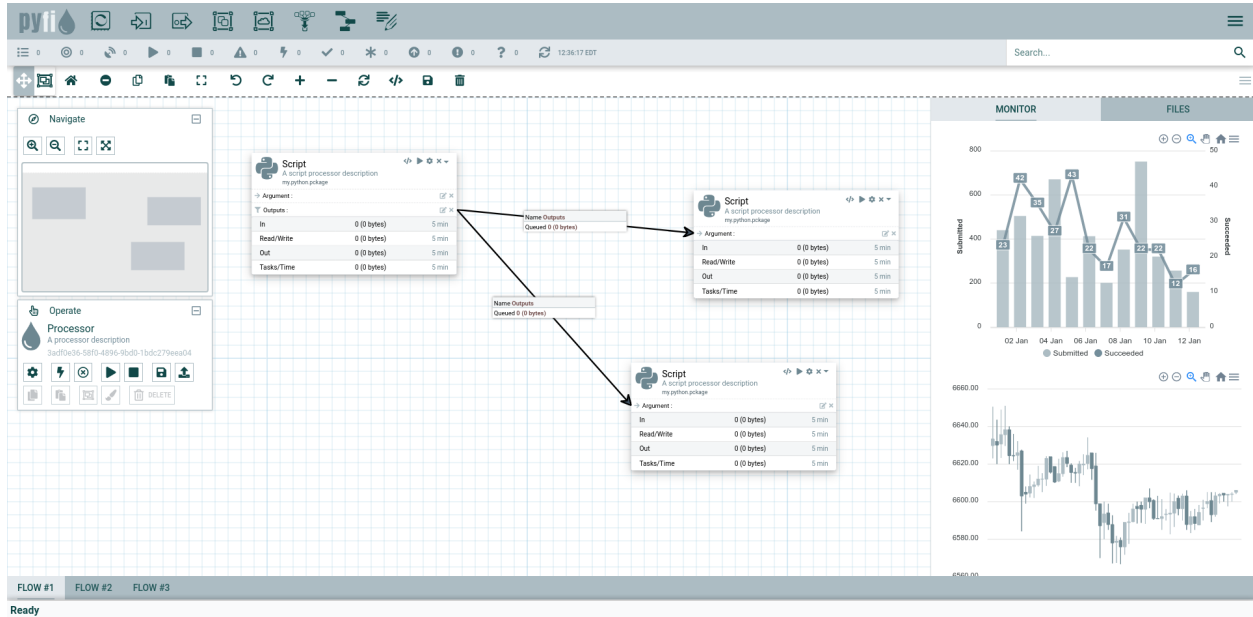 pyfi
0 0 0 0 0 0 0 0 0 0 0 0 12:36:17 EDT
Search...
Navigate
Operate
Processor
A processor description
3adf0e36-58f0-4896-9bd0-1bdc279eea04
DELETE
Script
A script processor description
my.python.pckage
Argument :
Outputs :
In 0 (0 bytes) 5 min
Read/Write 0 (0 bytes) 5 min
Out 0 (0 bytes) 5 min
Tasks/Time 0 (0 bytes) 5 min
Name Outputs
Queued 0 (0 bytes)
Name Outputs
Queued 0 (0 bytes)
Script
A script processor description
my.python.pckage
Argument :
In 0 (0 bytes) 5 min
Read/Write 0 (0 bytes) 5 min
Out 0 (0 bytes) 5 min
Tasks/Time 0 (0 bytes) 5 min
Script
A script processor description
my.python.pckage
Argument :
In 0 (0 bytes) 5 min
Read/Write 0 (0 bytes) 5 min
Out 0 (0 bytes) 5 min
Tasks/Time 0 (0 bytes) 5 min
MONITOR FILES
800
600
400
200
0
Submitted
50
40
30
20
10
0
Succeeded
23 42 35 27 43 22 17 31 22 22 12 16
02 Jan 04 Jan 06 Jan 08 Jan 10 Jan 12 Jan
Submitted Succeeded
6660.00
6640.00
6620.00
6600.00
6580.00
6560.00
FLOW #1 FLOW #2 FLOW #3
Ready